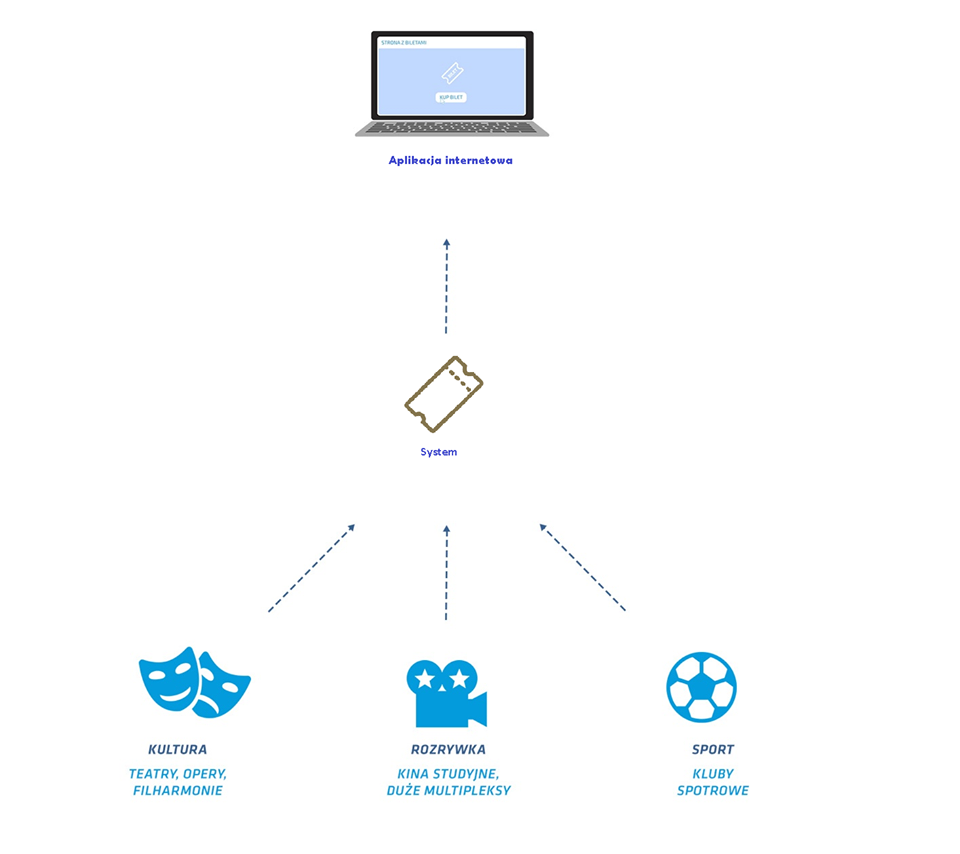 STRONA Z BILETAMI
KUP BILET
Aplikacja internetowa
System
KULTURA
TEATRY, OPERY,
FILHARMONIE
ROZRYWKA
KINA STUDYJNE,
DUŻE MULTIPLEKSY
SPORT
KLUBY
SPOTROWE